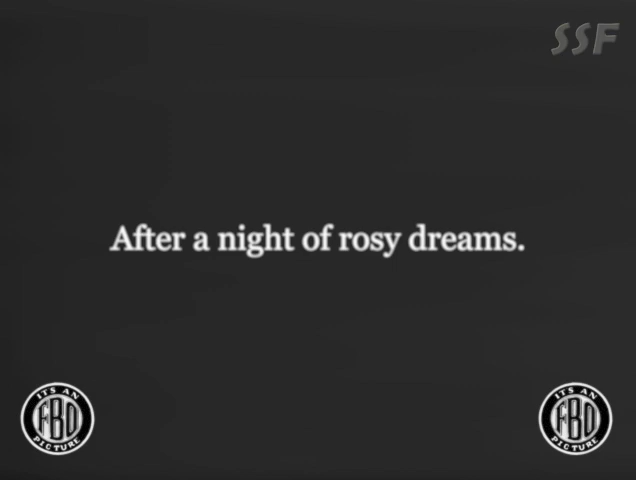 SSF
After a night of rosy dreams.
IT'S AN
FBO
PICTURE
IT'S AN
FBO
PICTURE